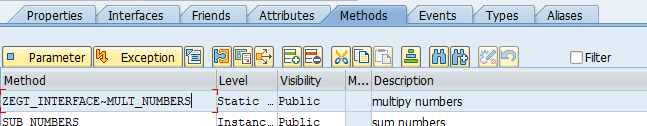 Properties Interfaces Friends Attributes Methods Events Types Aliases
Parameter Exception Filter
Method Level Visibility M... Description
ZEGT_INTERFACE~MULT_NUMBERS Static ... Public multipy numbers
SUB_NUMBERS Instanc... Public sum numbers